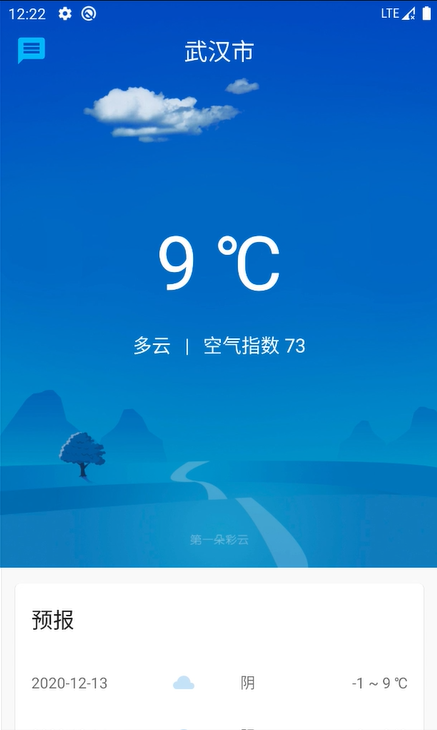 12:22 LTE
武汉市
9 ℃
多云 | 空气指数 73
第一朵彩云
预报
2020-12-13 阴 -1 ~ 9 ℃